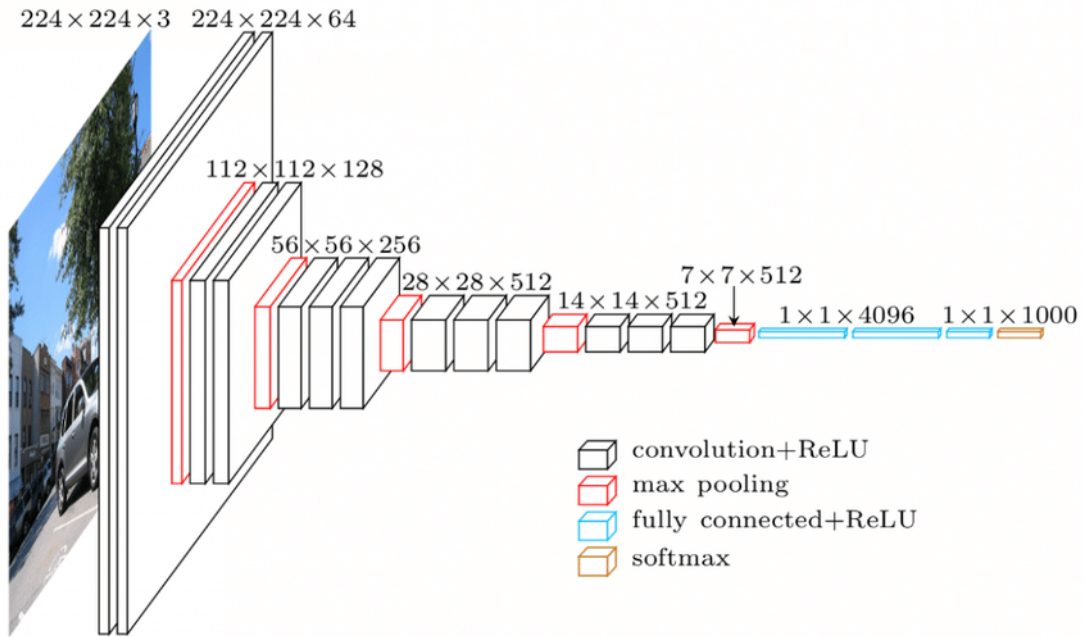 224×224×3
224×224×64
112×112×128
56×56×256
28×28×512
14×14×512
7×7×512
1×1×4096
1×1×1000
convolution+ReLU
max pooling
fully connected+ReLU
softmax